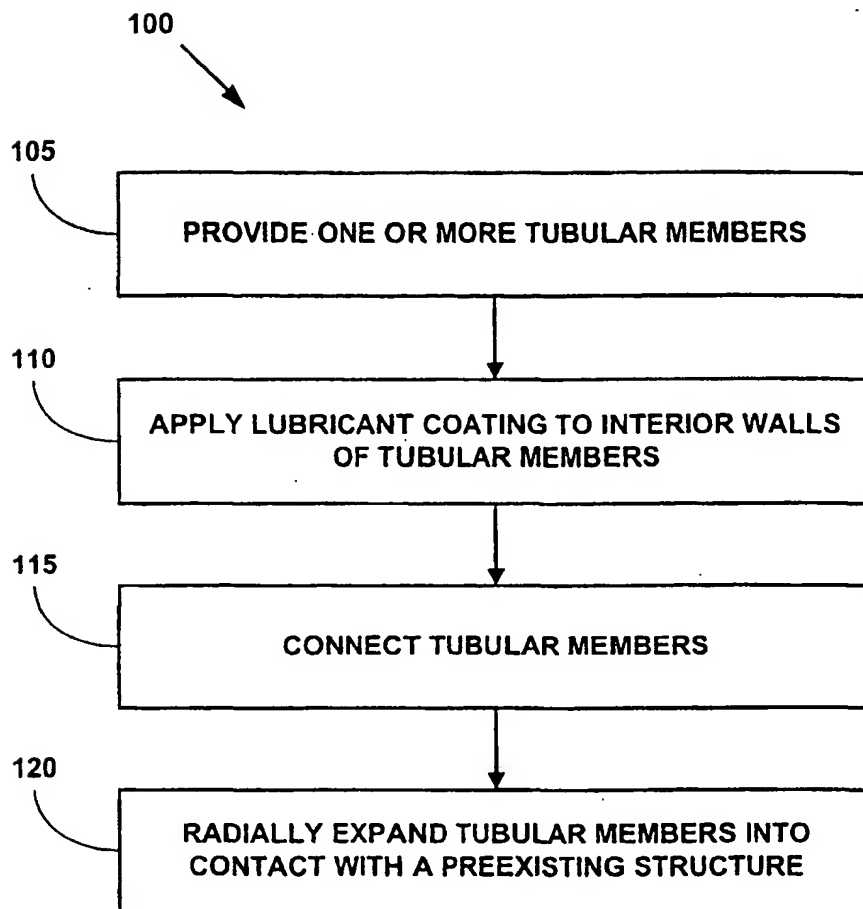 100
105
PROVIDE ONE OR MORE TUBULAR MEMBERS
110
APPLY LUBRICANT COATING TO INTERIOR WALLS
OF TUBULAR MEMBERS
115
CONNECT TUBULAR MEMBERS
120
RADIALLY EXPAND TUBULAR MEMBERS INTO
CONTACT WITH A PREEXISTING STRUCTURE